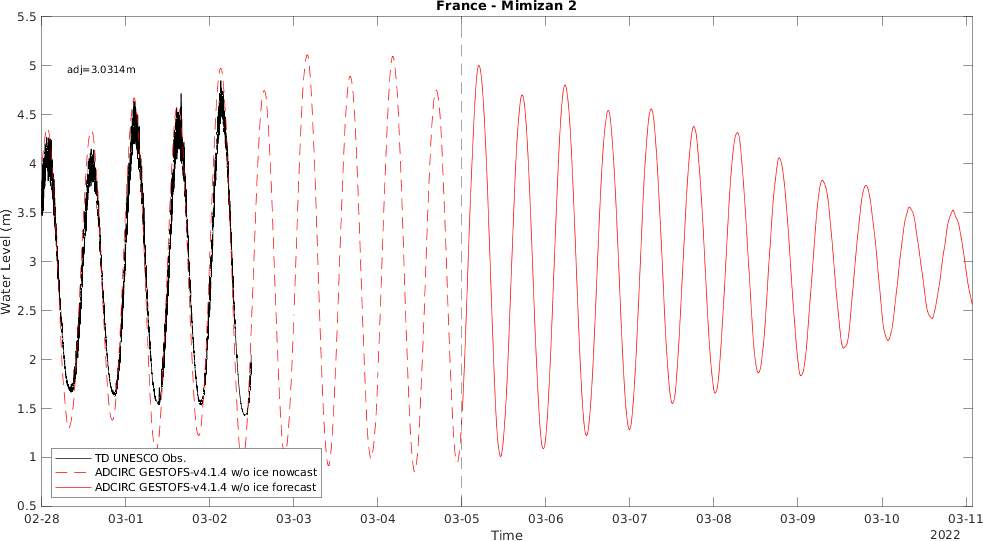 France - Mimizan 2
5.5
5
4.5
4
3.5
3
2.5
2
1.5
1
0.5
Water Level (m)
adj=3.0314m
TD UNESCO Obs.
ADCIRC GESTOFS-v4.1.4 w/o ice nowcast
ADCIRC GESTOFS-v4.1.4 w/o ice forecast
02-28 03-01 03-02 03-03 03-04 03-05 03-06 03-07 03-08 03-09 03-10 03-11
2022
Time